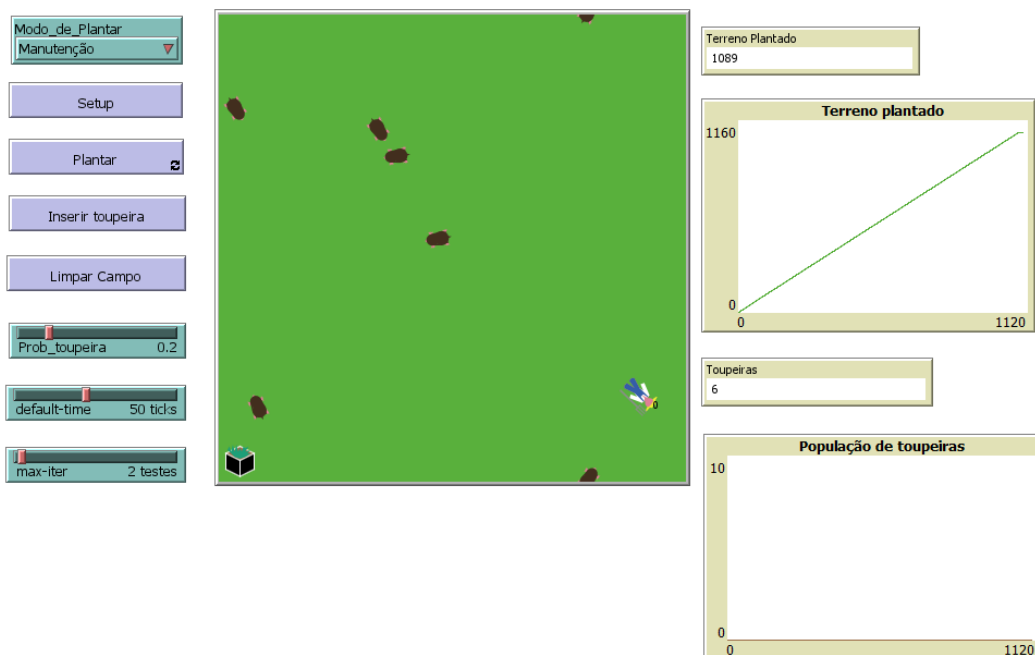 Modo_de_Plantar
Manutenção
Setup
Plantar
Inserir toupeira
Limpar Campo
Prob_toupeira 0.2
default-time 50 ticks
max-iter 2 testes
0
Terreno Plantado
1089
Terreno plantado
1160
0
0 1120
Toupeiras
6
População de toupeiras
10
0
0 1120